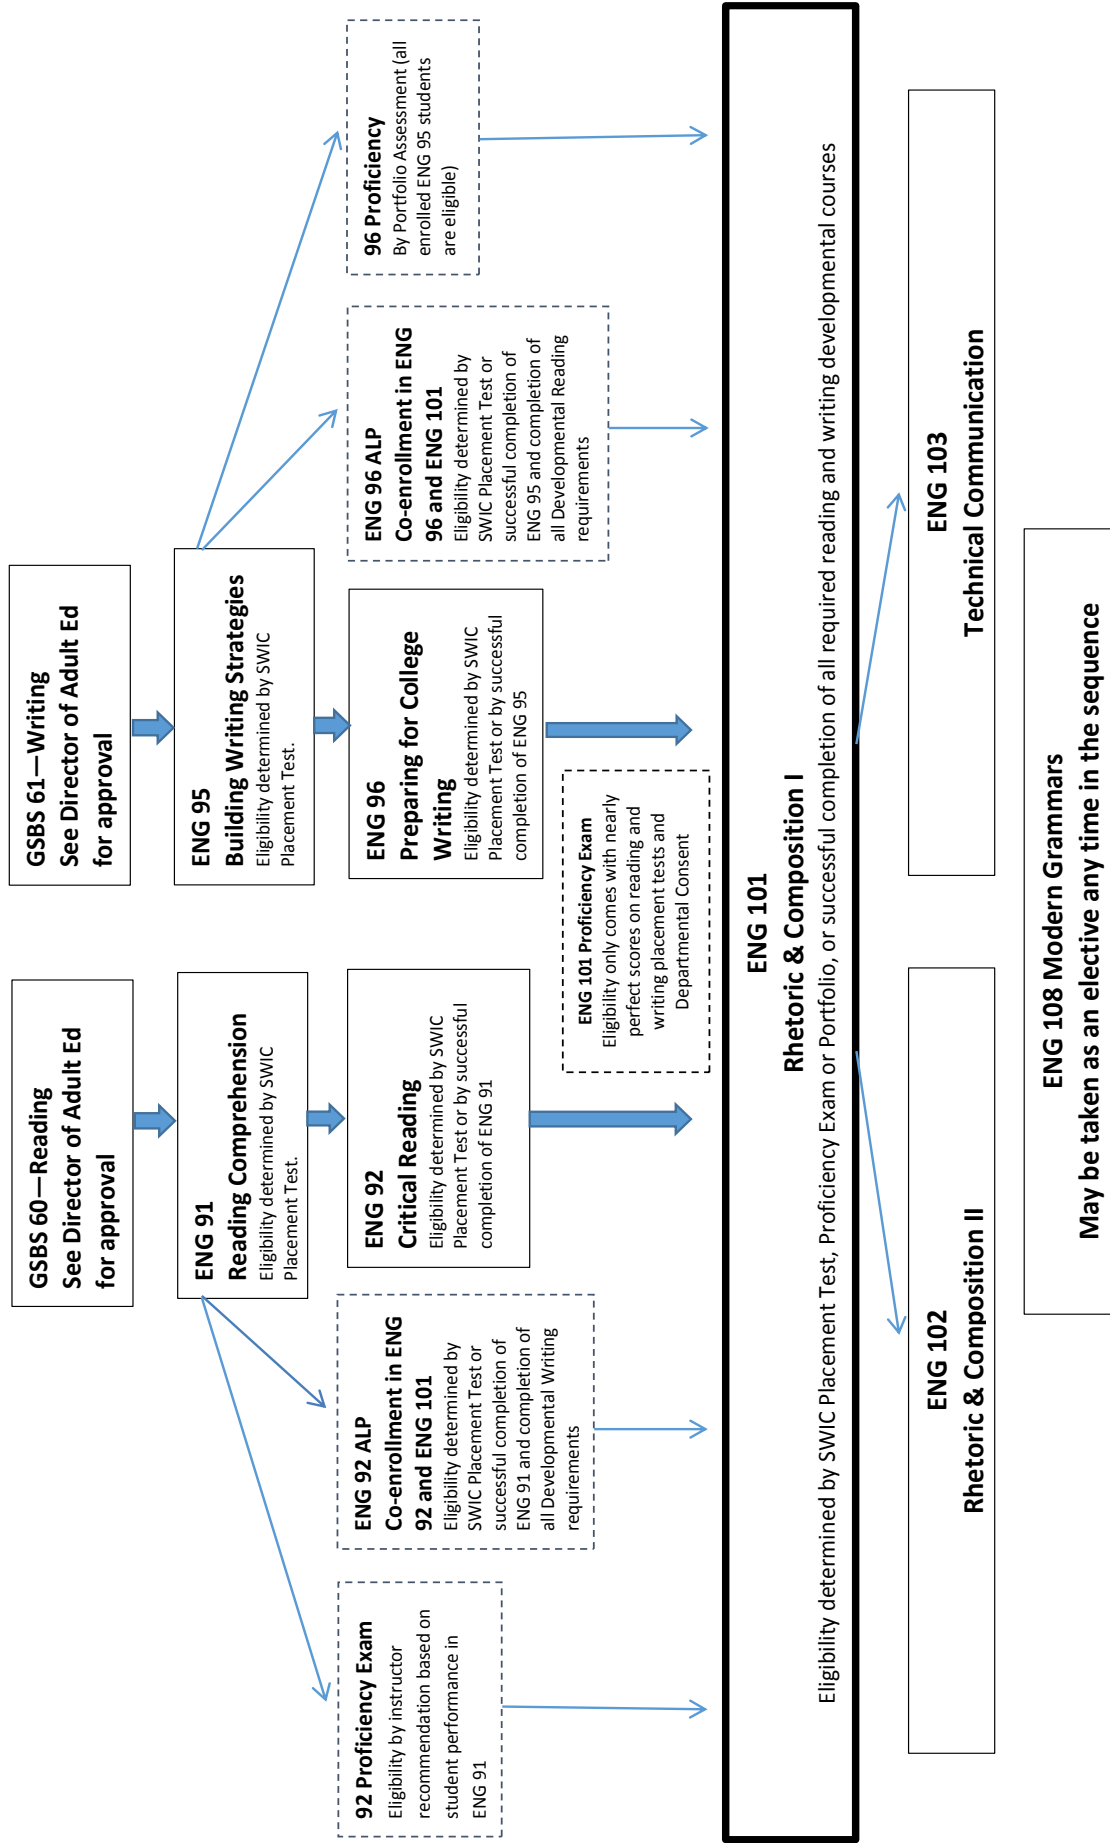 GSBS 60—Reading
See Director of Adult Ed
for approval
GSBS 61—Writing
See Director of Adult Ed
for approval
ENG 91
Reading Comprehension
Eligibility determined by SWIC
Placement Test.
ENG 95
Building Writing Strategies
Eligibility determined by SWIC
Placement Test.
92 Proficiency Exam
Eligibility by instructor
recommendation based on
student performance in
ENG 91
ENG 92 ALP
Co-enrollment in ENG
92 and ENG 101
Eligibility determined by
SWIC Placement Test or
successful completion of
ENG 91 and completion of
all Developmental Writing
requirements
ENG 92
Critical Reading
Eligibility determined by SWIC
Placement Test or by successful
completion of ENG 91
ENG 96
Preparing for College
Writing
Eligibility determined by SWIC
Placement Test or by successful
completion of ENG 95
ENG 96 ALP
Co-enrollment in ENG
96 and ENG 101
Eligibility determined by
SWIC Placement Test or
successful completion of
ENG 95 and completion of
all Developmental Reading
requirements
96 Proficiency
By Portfolio Assessment (all
enrolled ENG 95 students
are eligible)
ENG 101 Proficiency Exam
Eligibility only comes with nearly
perfect scores on reading and
writing placement tests and
Departmental Consent
ENG 101
Rhetoric & Composition I
Eligibility determined by SWIC Placement Test, Proficiency Exam or Portfolio, or successful completion of all required reading and writing developmental courses
ENG 102
Rhetoric & Composition II
ENG 103
Technical Communication
ENG 108 Modern Grammars
May be taken as an elective any time in the sequence